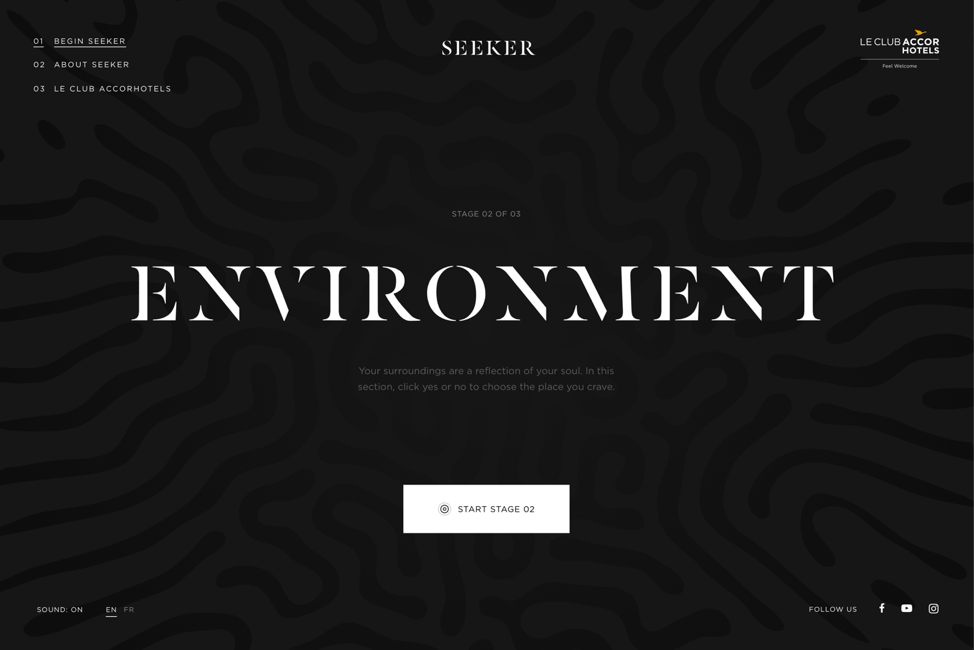 01 BEGIN SEEKER
02 ABOUT SEEKER
03 LE CLUB ACCORHOTELS
SEEKER
LE CLUB ACCOR
HOTELS
Feel Welcome
STAGE 02 OF 03
ENVIRONMENT
Your surroundings are a reflection of your soul. In this
section, click yes or no to choose the place you crave.
START STAGE 02
SOUND: ON
EN FR
FOLLOW US